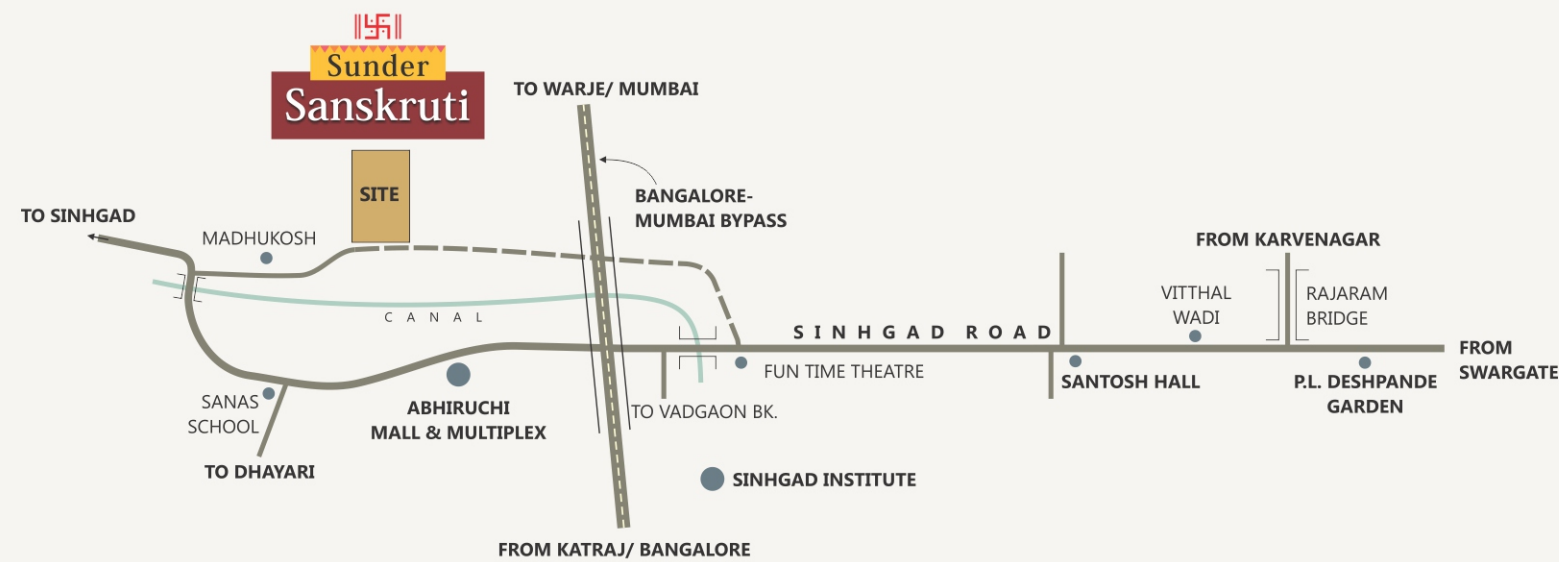 Sunder
Sanskruti
TO WARJE/ MUMBAI
SITE
BANGALORE-
MUMBAI BYPASS
TO SINHGAD
MADHUKOSH
FROM KARVENAGAR
VITTHAL
WADI
RAJARAM
BRIDGE
CANAL
SINHGAD ROAD
FROM
SWARGATE
FUN TIME THEATRE
SANTOSH HALL
P.L. DESHPANDE
GARDEN
SANAS
SCHOOL
ABHIRUCHI
MALL & MULTIPLEX
TO VADGAON BK.
TO DHAYARI
SINHGAD INSTITUTE
FROM KATRAJ/ BANGALORE